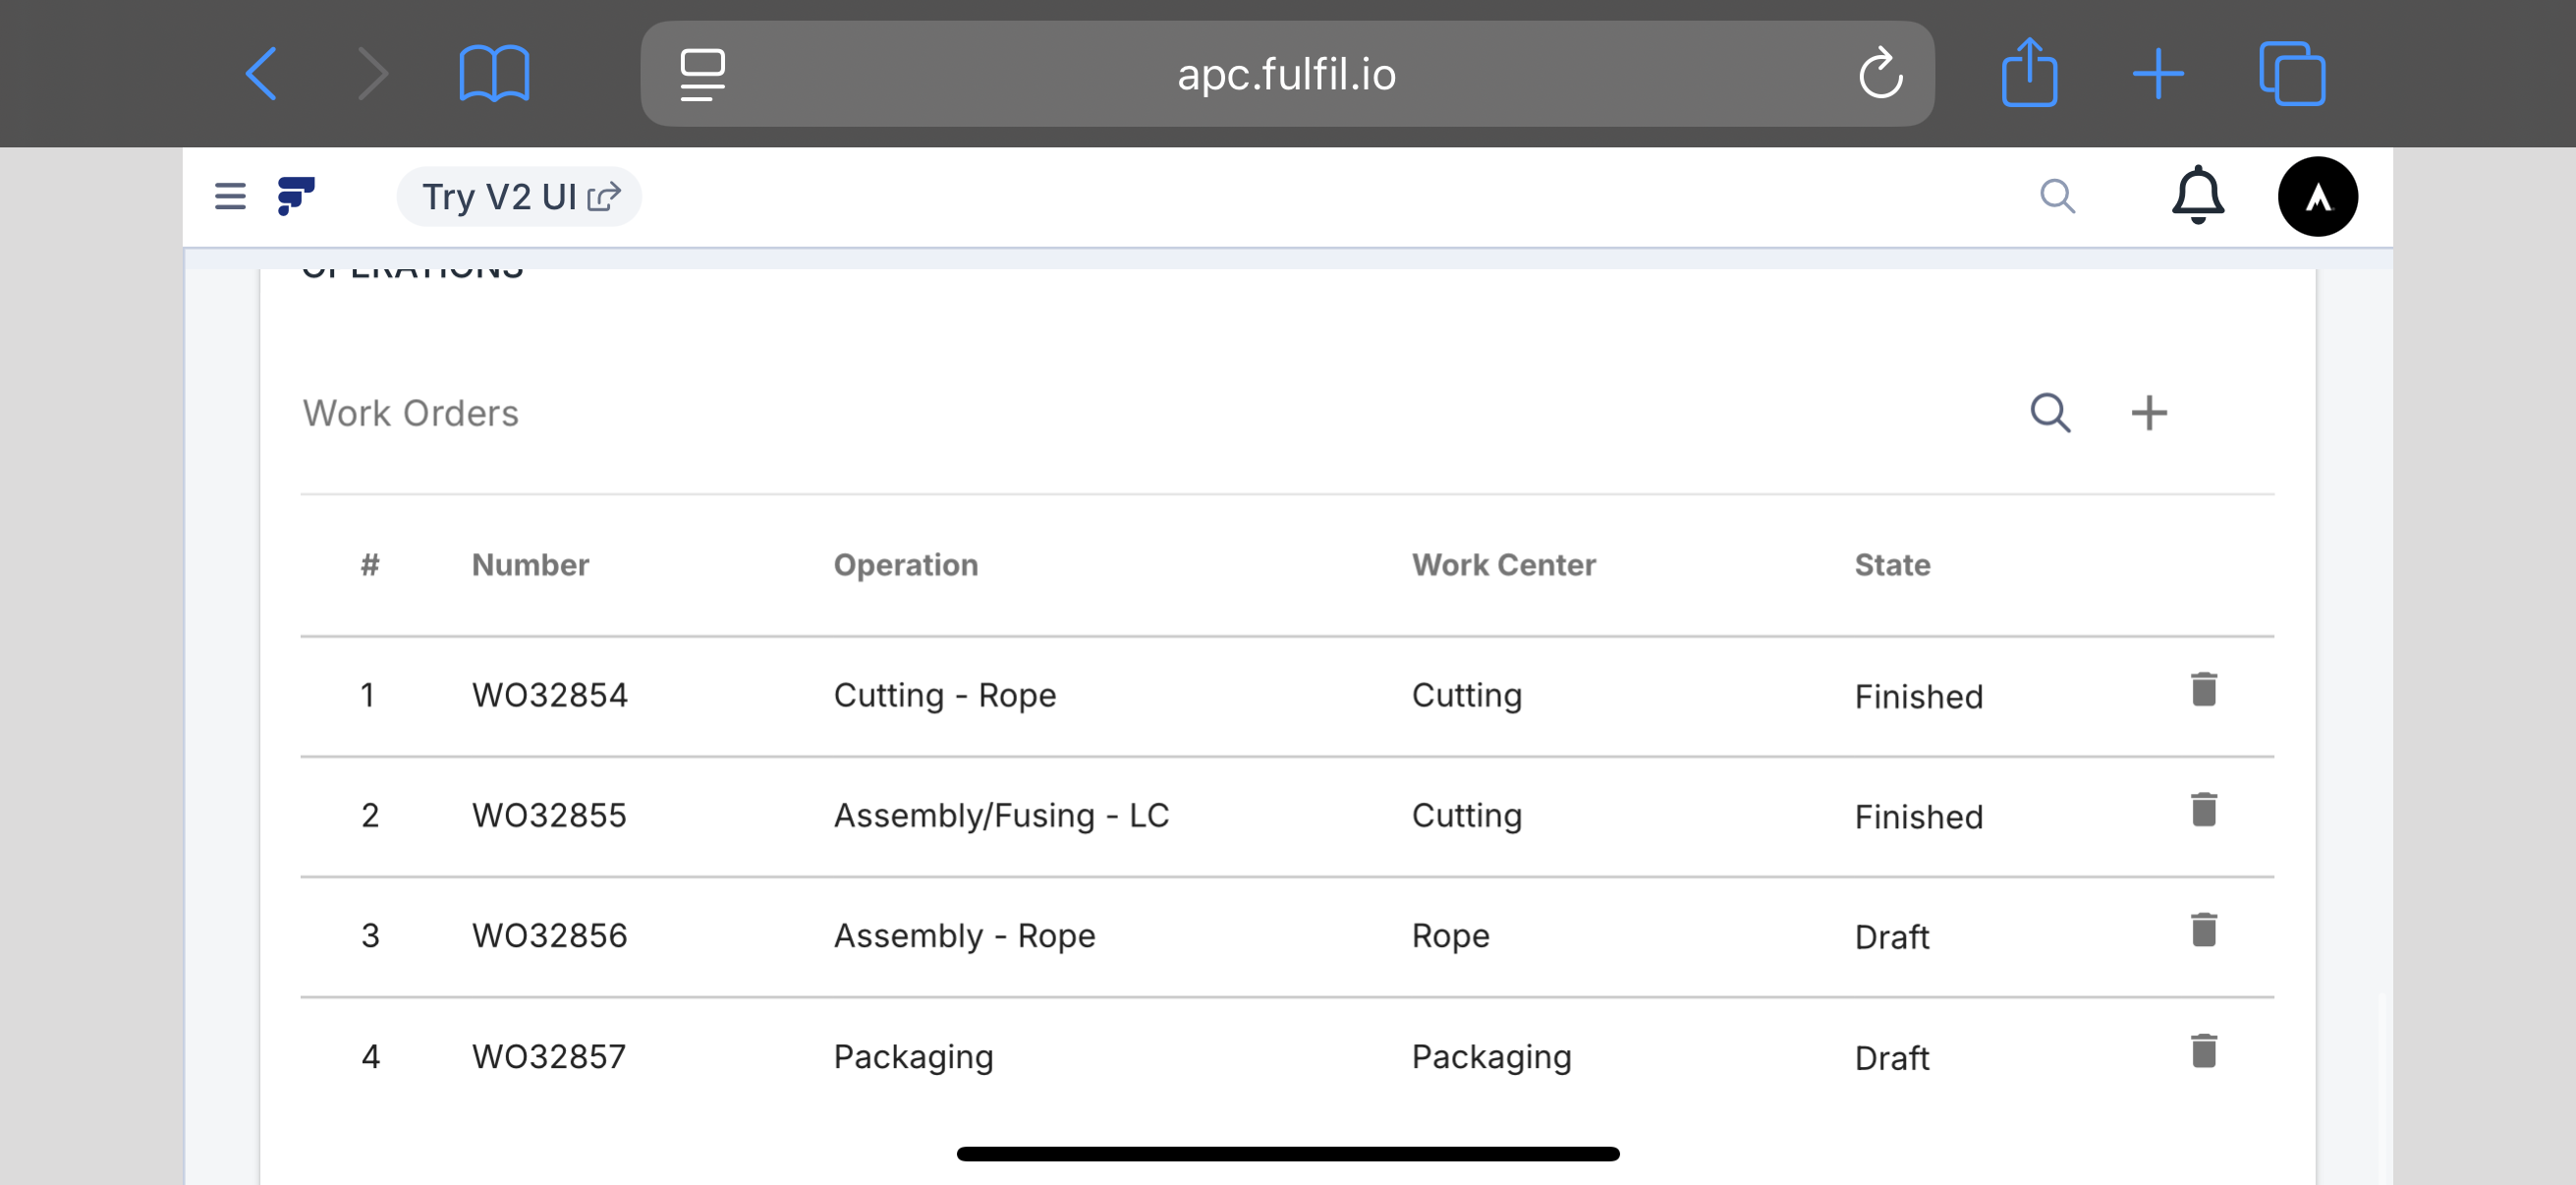 apc.fulfil.io
Try V2 UI
OPERATIONS
Work Orders
# Number Operation Work Center State
1 WO32854 Cutting - Rope Cutting Finished
2 WO32855 Assembly/Fusing - LC Cutting Finished
3 WO32856 Assembly - Rope Rope Draft
4 WO32857 Packaging Packaging Draft